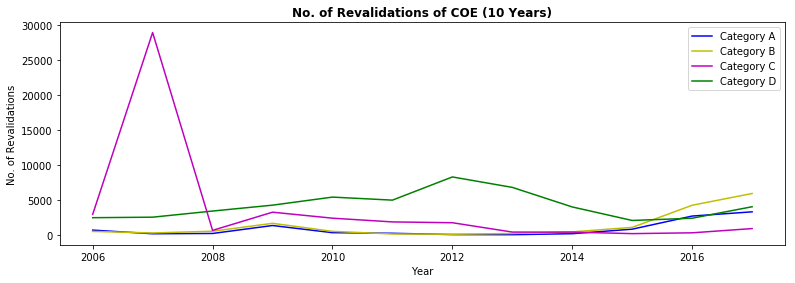 No. of Revalidations of COE (10 Years)
30000
25000
20000
15000
10000
5000
0
No. of Revalidations
Category A
Category B
Category C
Category D
2006
2008
2010
2012
2014
2016
Year